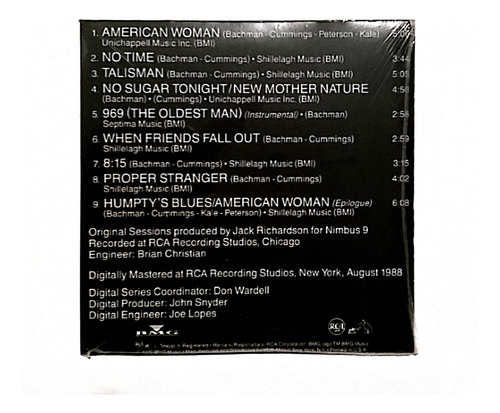 1. AMERICAN WOMAN (Bachman - Cummings - Peterson - Kale) 5:06
Unichappell Music Inc. (BMI)
2. NO TIME (Bachman - Cummings) • Shillelagh Music (BMI) 3:44
3. TALISMAN (Bachman - Cummings) • Shillelagh Music (BMI) 5:05
4. NO SUGAR TONIGHT/NEW MOTHER NATURE 4:56
(Bachman) • (Cummings) • Unichappell Music Inc. (BMI)
5. 969 (THE OLDEST MAN) (Instrumental) • (Bachman) 2:56
Septima Music (BMI)
6. WHEN FRIENDS FALL OUT (Bachman - Cummings) 2:59
Shillelagh Music (BMI)
7. 8:15 (Bachman - Cummings) • Shillelagh Music (BMI) 3:15
8. PROPER STRANGER (Bachman - Cummings) 4:02
Shillelagh Music (BMI)
9. HUMPTY'S BLUES/AMERICAN WOMAN (Epilogue) 6:08
(Bachman - Cummings - Kale - Peterson) • Shillelagh Music (BMI)
Original Sessions produced by Jack Richardson for Nimbus 9
Recorded at RCA Recording Studios, Chicago
Engineer: Brian Christian
Digitally Mastered at RCA Recording Studios, New York, August 1988
Digital Series Coordinator: Don Wardell
Digital Producer: John Snyder
Digital Engineer: Joe Lopes
BMG RCA